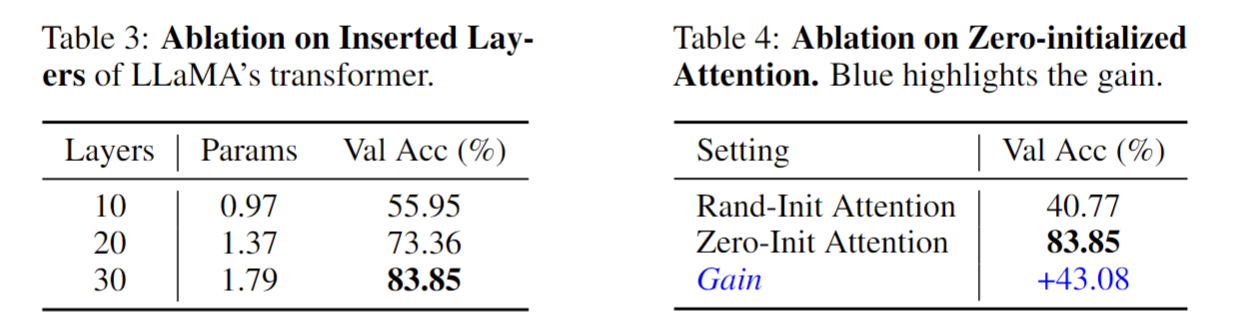 Table 3: Ablation on Inserted Lay-
ers of LLaMA's transformer.
Layers Params Val Acc (%)
10 0.97 55.95
20 1.37 73.36
30 1.79 83.85
Table 4: Ablation on Zero-initialized
Attention. Blue highlights the gain.
Setting Val Acc (%)
Rand-Init Attention 40.77
Zero-Init Attention 83.85
Gain +43.08